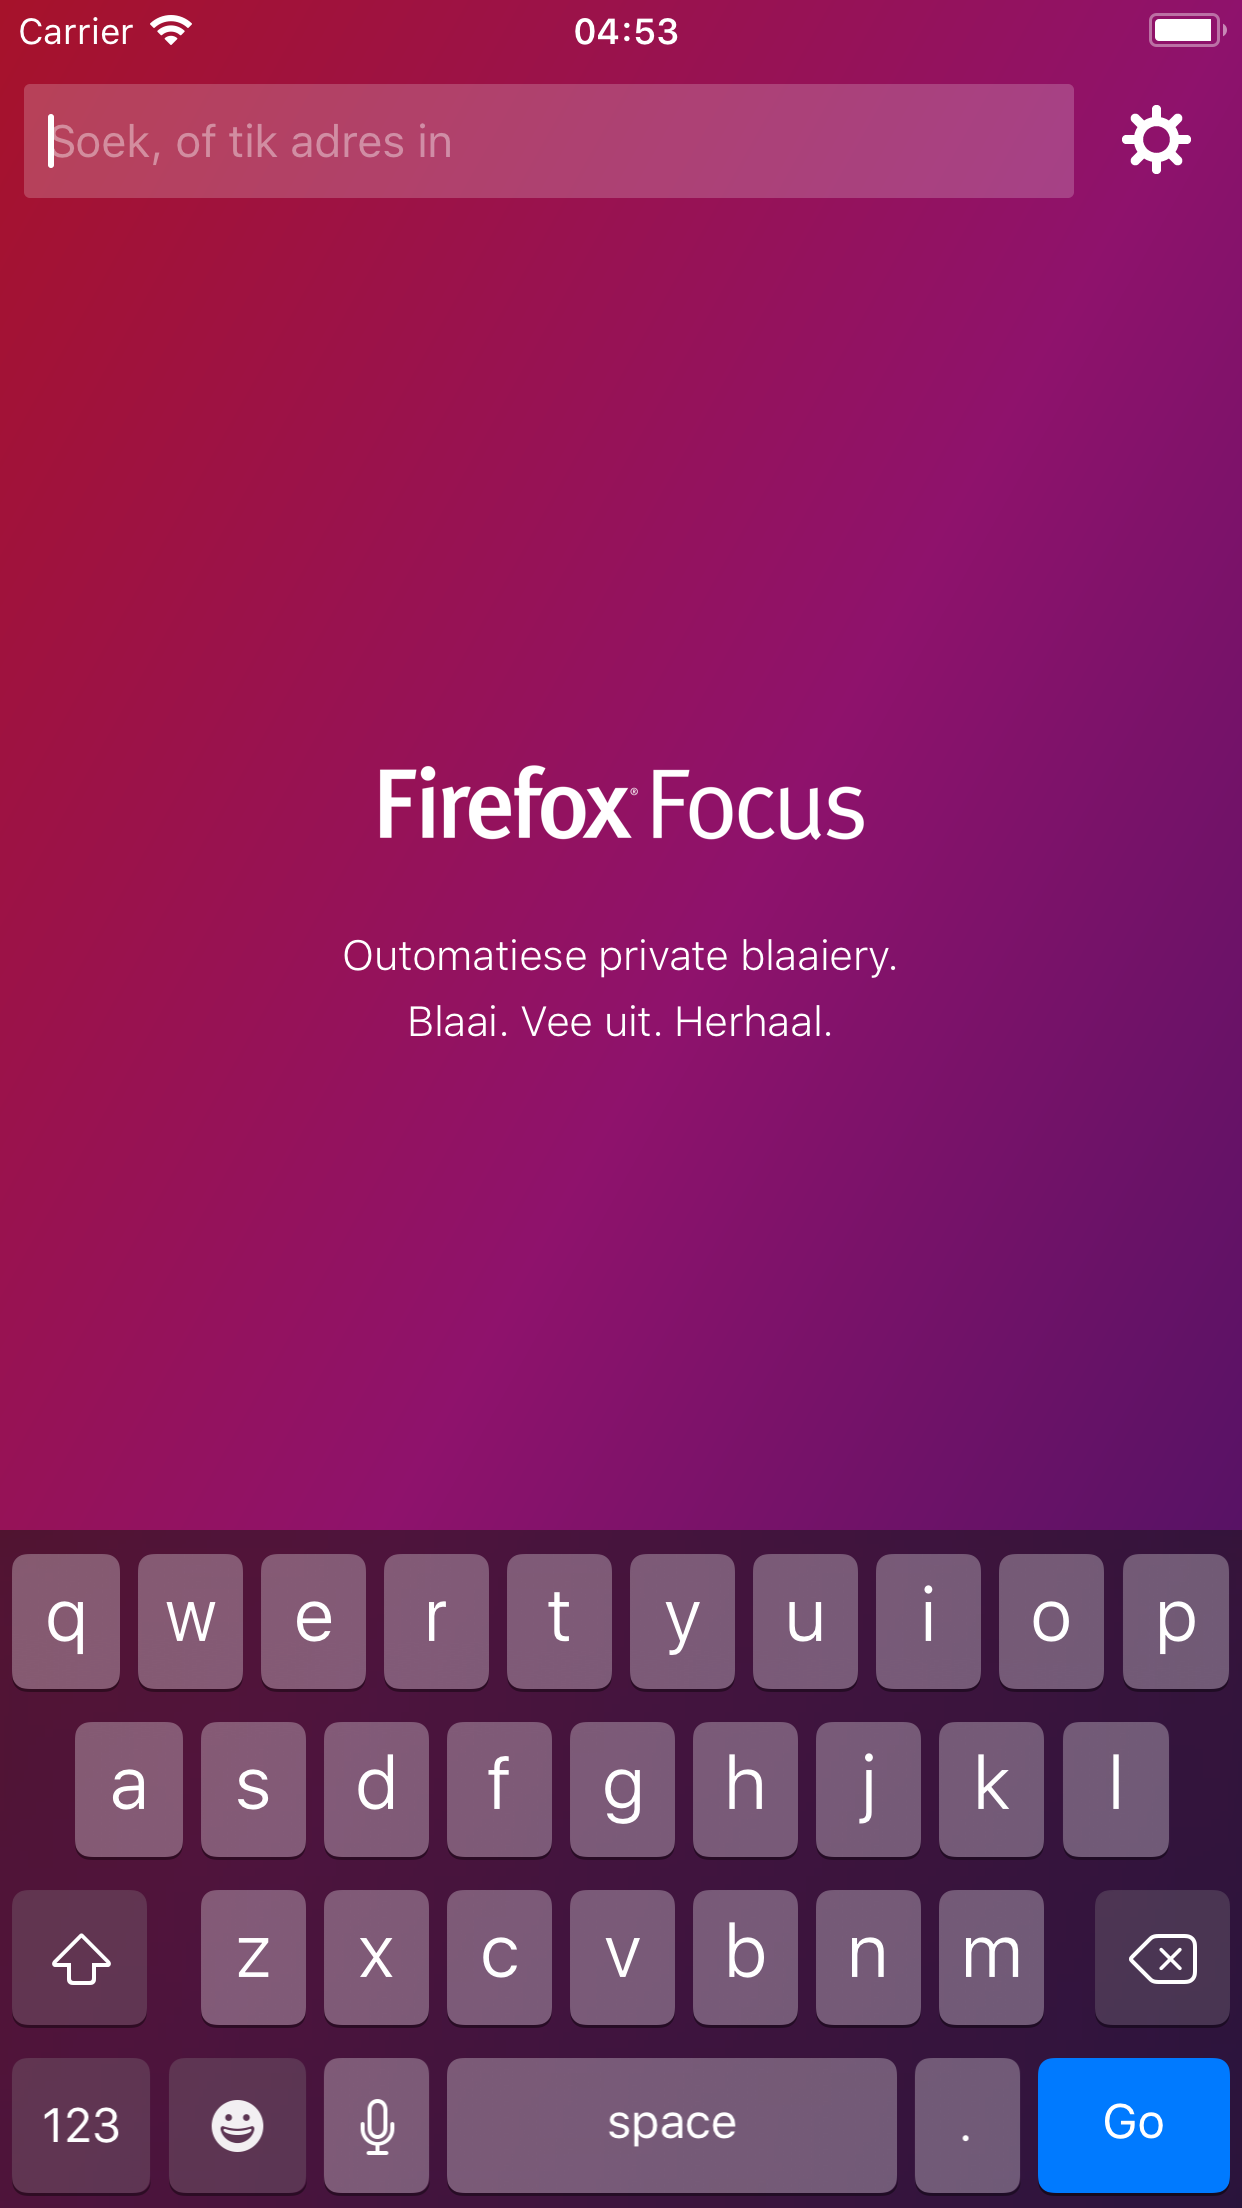 Carrier 04:53
Soek, of tik adres in
Firefox® Focus
Outomatiese private blaaiery.
Blaai. Vee uit. Herhaal.
q w e r t y u i o p
a s d f g h j k l
z x c v b n m
123 space . Go